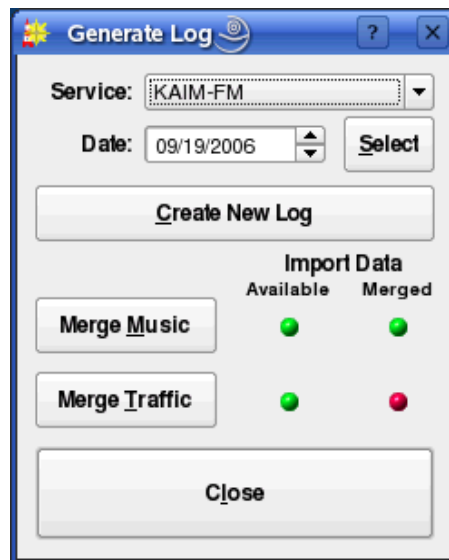 Generate Log
Service: KAIM-FM
Date: 09/19/2006 Select
Create New Log
Import Data
Available Merged
Merge Music
Merge Traffic
Close